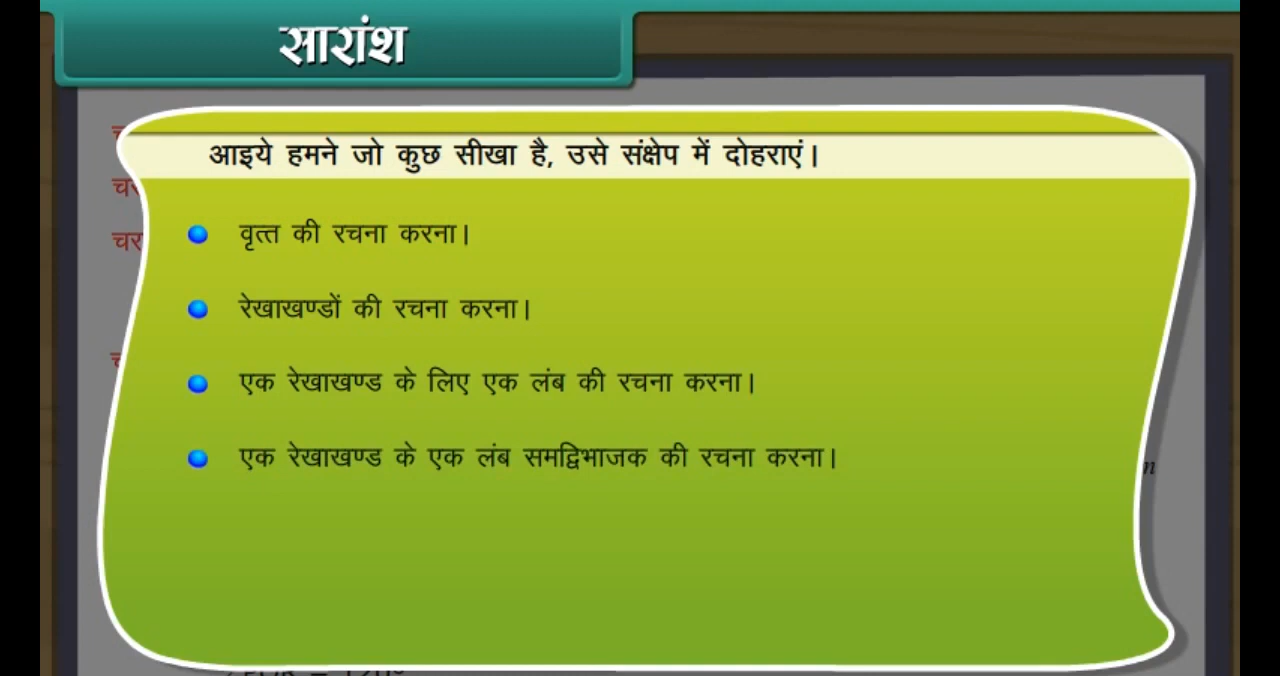 सारांश
आइये हमने जो कुछ सीखा है, उसे संक्षेप में दोहराएं।
वृत्त की रचना करना।
रेखाखण्डों की रचना करना।
एक रेखाखण्ड के लिए एक लंब की रचना करना।
एक रेखाखण्ड के एक लंब समद्विभाजक की रचना करना।